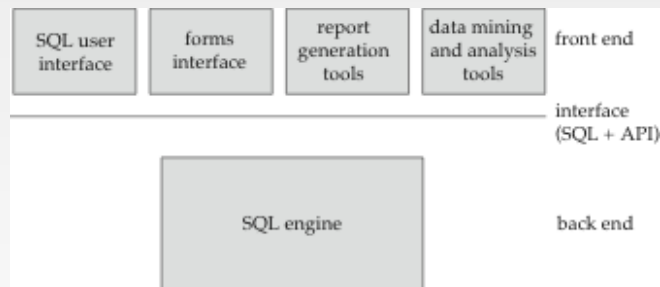 SQL user
interface
forms
interface
report
generation
tools
data mining
and analysis
tools
front end
interface
(SQL + API)
SQL engine
back end